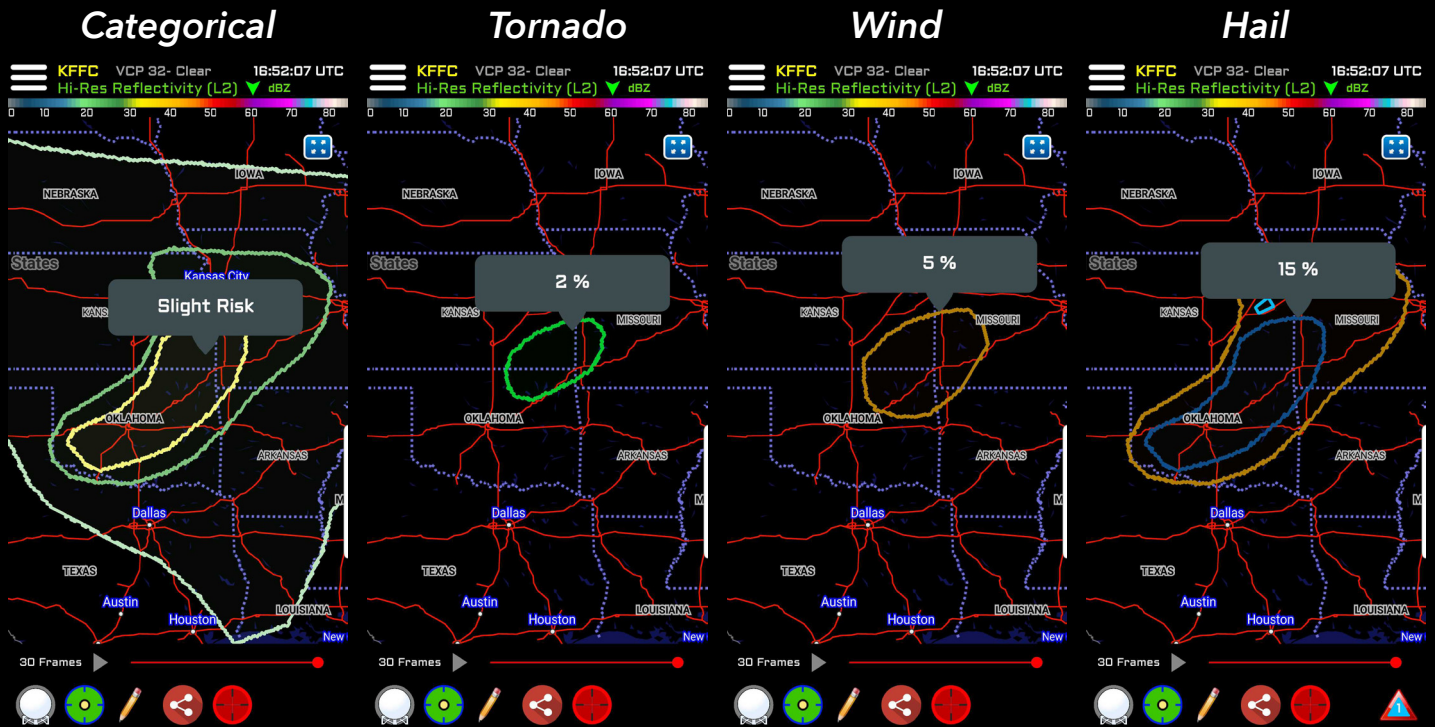 Categorical
KFFC VCP 32- Clear 16:52:07 UTC
Hi-Res Reflectivity (L2) dBZ
0 10 20 30 40 50 60 70 80
IOWA
NEBRASKA
States
Kansas City
Slight Risk
KANS
OKLAHOMA
ARKANSAS
M
Dallas
TEXAS
Austin
LOUISIANA
Houston
New
30 Frames
Tornado
KFFC VCP 32- Clear 16:52:07 UTC
Hi-Res Reflectivity (L2) dBZ
0 10 20 30 40 50 60 70 80
IOWA
NEBRASKA
States
2 %
KANSAS
MISSOURI
OKLAHOMA
ARKANSAS
M
Dallas
TEXAS
Austin
LOUISIANA
Houston
New
30 Frames
Wind
KFFC VCP 32- Clear 16:52:07 UTC
Hi-Res Reflectivity (L2) dBZ
0 10 20 30 40 50 60 70 80
IOWA
NEBRASKA
States
5 %
KANSAS
MISSOURI
OKLAHOMA
ARKANSAS
M
Dallas
TEXAS
Austin
LOUISIANA
Houston
New
30 Frames
Hail
KFFC VCP 32- Clear 16:52:07 UTC
Hi-Res Reflectivity (L2) dBZ
0 10 20 30 40 50 60 70 80
IOWA
NEBRASKA
States
15 %
KANSAS
MISSOURI
OKLAHOMA
ARKANSAS
M
Dallas
TEXAS
Austin
LOUISIANA
Houston
New
30 Frames
1